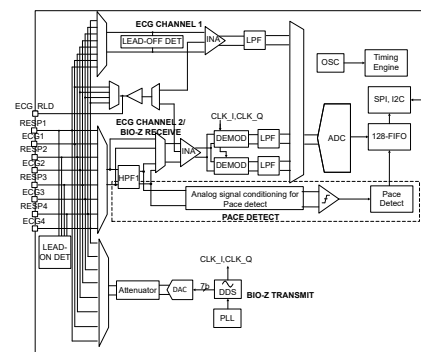 ECG CHANNEL 1
LEAD-OFF DET
INA
LPF
OSC
Timing
Engine
SPI, I2C
ECG_RLD
RESP1
ECG1
RESP2
ECG2
RESP3
ECG3
RESP4
ECG4
ECG CHANNEL 2/
BIO-Z RECEIVE
CLK_I,CLK_Q
INA
DEMOD
LPF
DEMOD
LPF
ADC
128-FIFO
HPF1
Analog signal conditioning for
Pace detect
Pace
Detect
PACE DETECT
LEAD-
ON DET
CLK_I,CLK_Q
Attenuator
DAC
7b
DDS
BIO-Z TRANSMIT
PLL